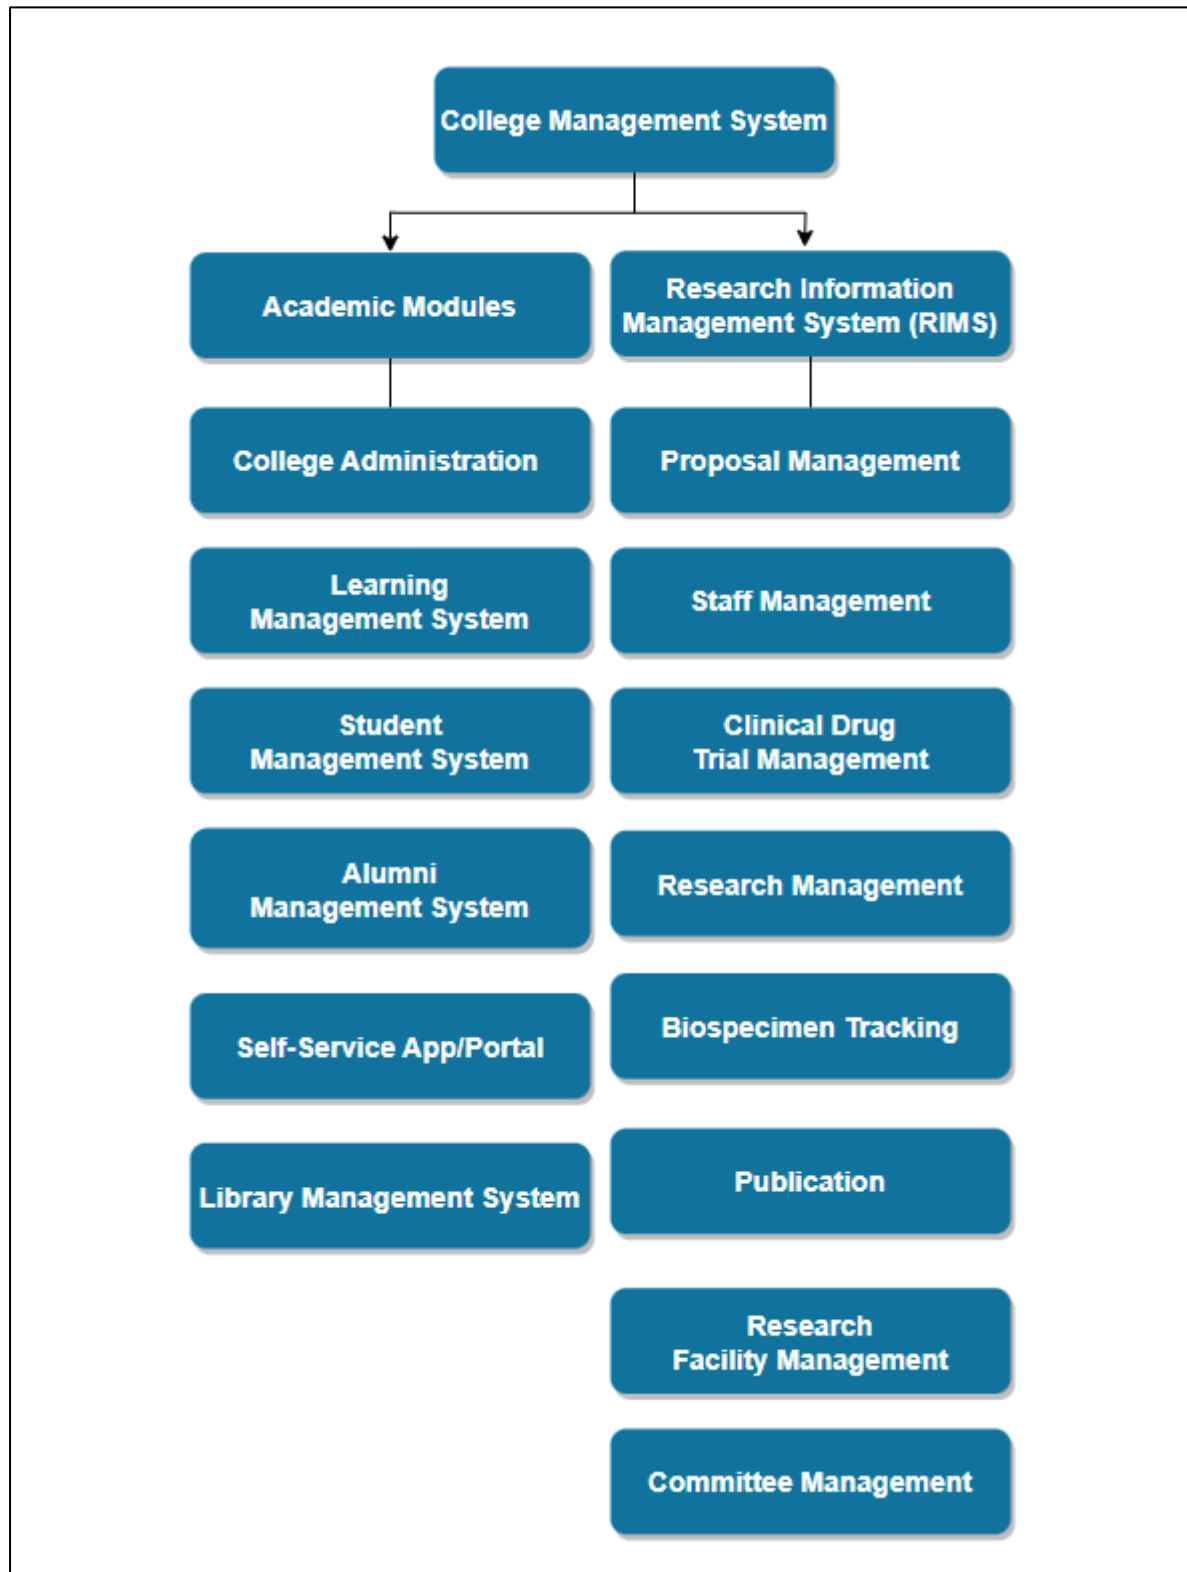 College Management System
Academic Modules
Research Information
Management System (RIMS)
College Administration
Proposal Management
Learning
Management System
Staff Management
Student
Management System
Clinical Drug
Trial Management
Alumni
Management System
Research Management
Self-Service App/Portal
Biospecimen Tracking
Library Management System
Publication
Research
Facility Management
Committee Management